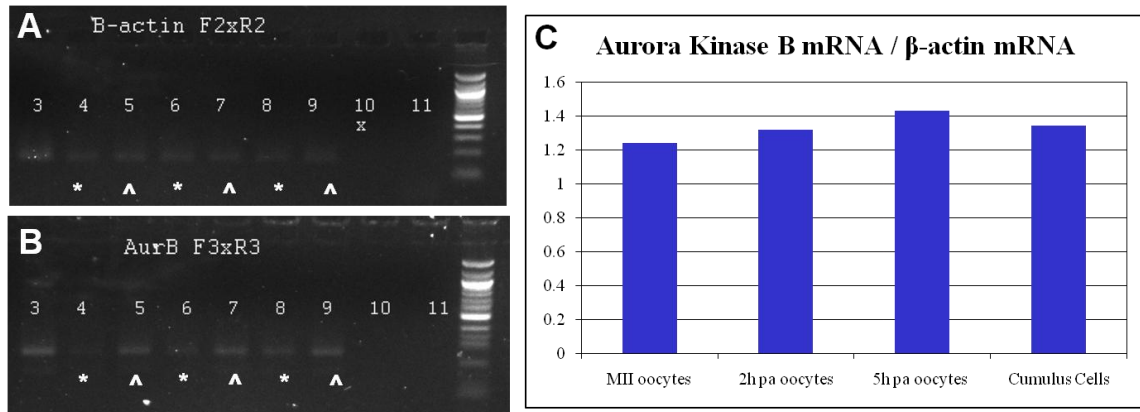 A
B-actin F2xR2
3 4 5 6 7 8 9 10 11
x
* ^ * ^ * ^
B
AurB F3xR3
3 4 5 6 7 8 9 10 11
* ^ * ^ * ^
C
Aurora Kinase B mRNA / β-actin mRNA
1.6
1.4
1.2
1
0.8
0.6
0.4
0.2
0
MII oocytes 2h pa oocytes 5h pa oocytes Cumulus Cells